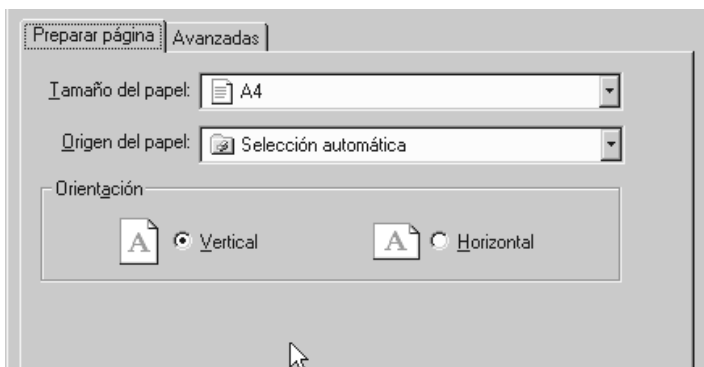 Preparar página Avanzadas
Tamaño del papel: A4
Origen del papel: Selección automática
Orientación
A Vertical A Horizontal